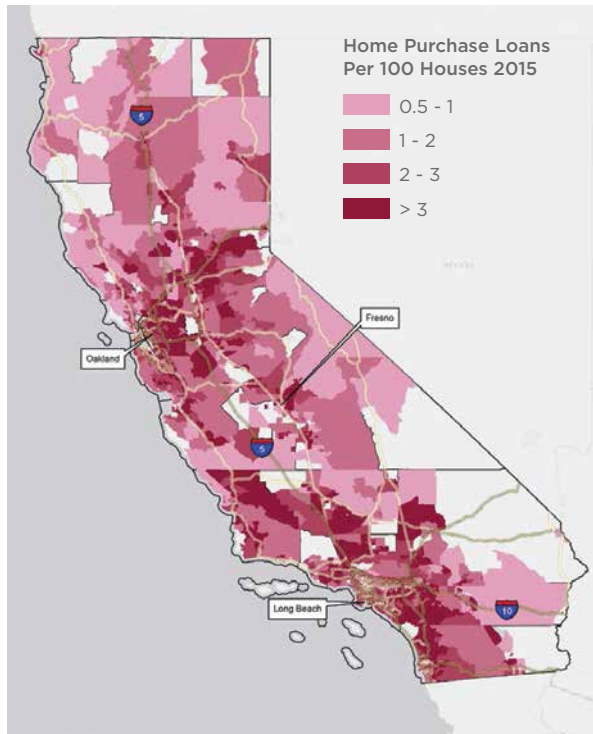 Home Purchase Loans
Per 100 Houses 2015
0.5 - 1
1 - 2
2 - 3
> 3
5
Fresno
Oakland
5
Long Beach
10